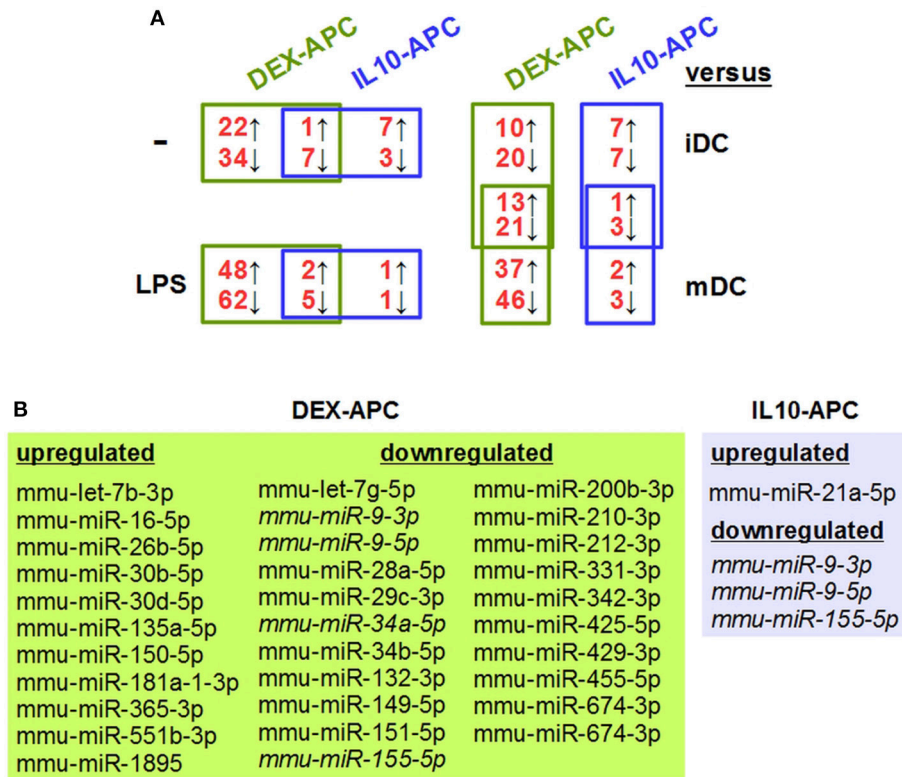 A
DEX-APC IL10-APC DEX-APC IL10-APC versus
- 22↑ 1↑ 7↑ 10↑ 7↑ iDC
34↓ 7↓ 3↓ 20↓ 7↓
13↑ 1↑
21↓ 3↓
LPS 48↑ 2↑ 1↑ 37↑ 2↑ mDC
62↓ 5↓ 1↓ 46↓ 3↓
B DEX-APC IL10-APC
upregulated
mmu-let-7b-3p
mmu-miR-16-5p
mmu-miR-26b-5p
mmu-miR-30b-5p
mmu-miR-30d-5p
mmu-miR-135a-5p
mmu-miR-150-5p
mmu-miR-181a-1-3p
mmu-miR-365-3p
mmu-miR-551b-3p
mmu-miR-1895
downregulated
mmu-let-7g-5p
mmu-miR-9-3p
mmu-miR-9-5p
mmu-miR-28a-5p
mmu-miR-29c-3p
mmu-miR-34a-5p
mmu-miR-34b-5p
mmu-miR-132-3p
mmu-miR-149-5p
mmu-miR-151-5p
mmu-miR-155-5p
mmu-miR-200b-3p
mmu-miR-210-3p
mmu-miR-212-3p
mmu-miR-331-3p
mmu-miR-342-3p
mmu-miR-425-5p
mmu-miR-429-3p
mmu-miR-455-5p
mmu-miR-674-3p
mmu-miR-674-3p
upregulated
mmu-miR-21a-5p
downregulated
mmu-miR-9-3p
mmu-miR-9-5p
mmu-miR-155-5p